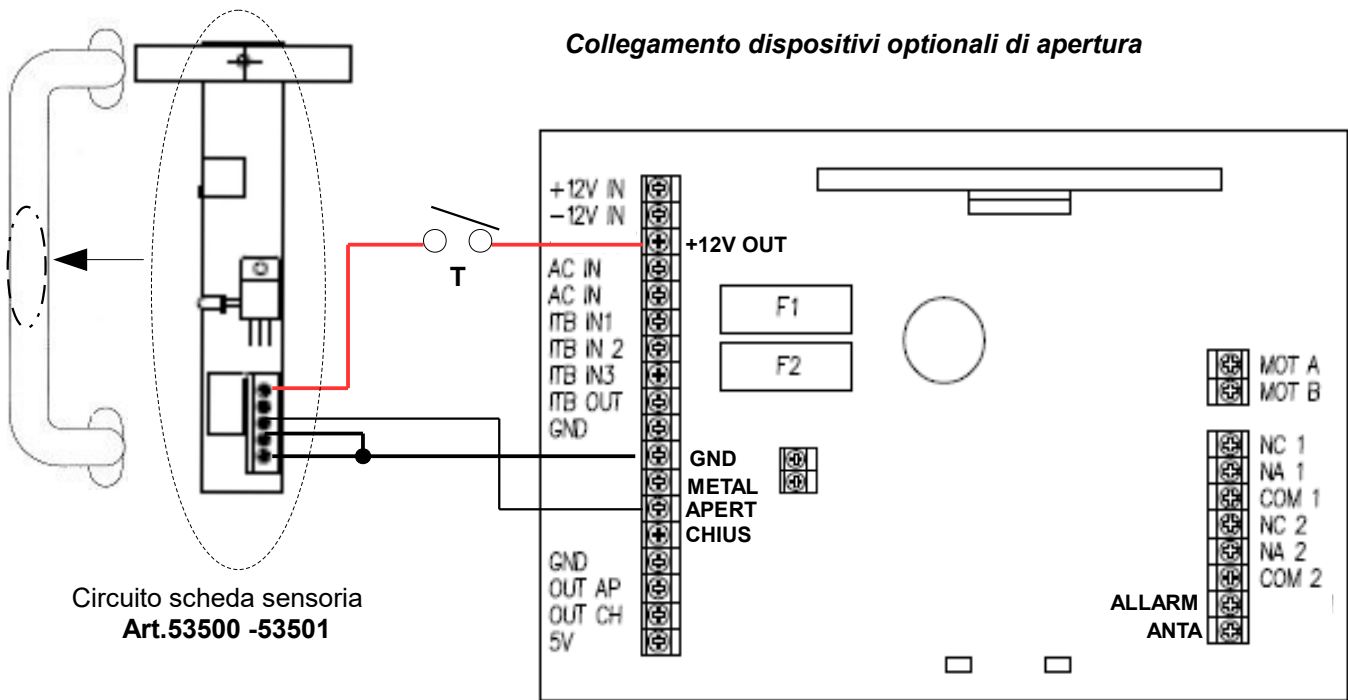 Collegamento dispositivi optionali di apertura
+12V IN
-12V IN
+12V OUT
AC IN
AC IN
ITB IN1
ITB IN 2
ITB IN3
ITB OUT
GND
GND
METAL
APERT
CHIUS
GND
OUT AP
OUT CH
5V
T
F1
F2
MOT A
MOT B
NC 1
NA 1
COM 1
NC 2
NA 2
COM 2
ALLARM
ANTA
Circuito scheda sensoria
Art.53500 -53501